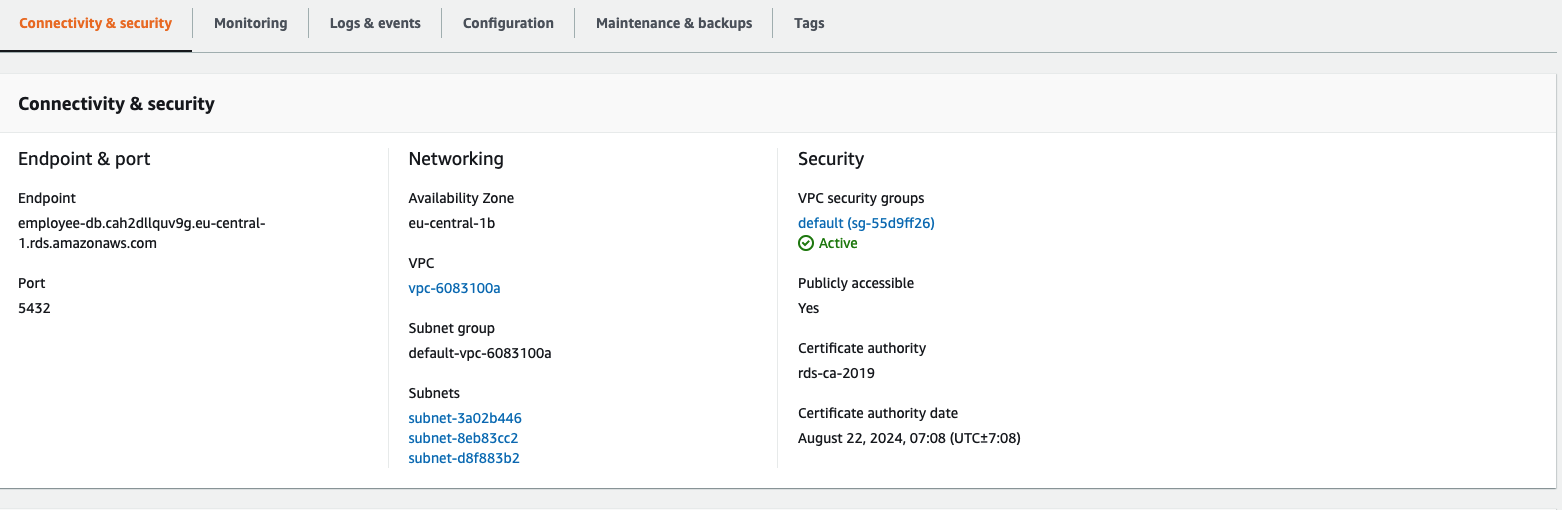 Connectivity & security
Monitoring
Logs & events
Configuration
Maintenance & backups
Tags
Connectivity & security
Endpoint & port
Endpoint
employee-db.cah2dllquv9g.eu-central-
1.rds.amazonaws.com
Port
5432
Networking
Availability Zone
eu-central-1b
VPC
vpc-6083100a
Subnet group
default-vpc-6083100a
Subnets
subnet-3a02b446
subnet-8eb83cc2
subnet-d8f883b2
Security
VPC security groups
default (sg-55d9ff26)
Active
Publicly accessible
Yes
Certificate authority
rds-ca-2019
Certificate authority date
August 22, 2024, 07:08 (UTC±7:08)